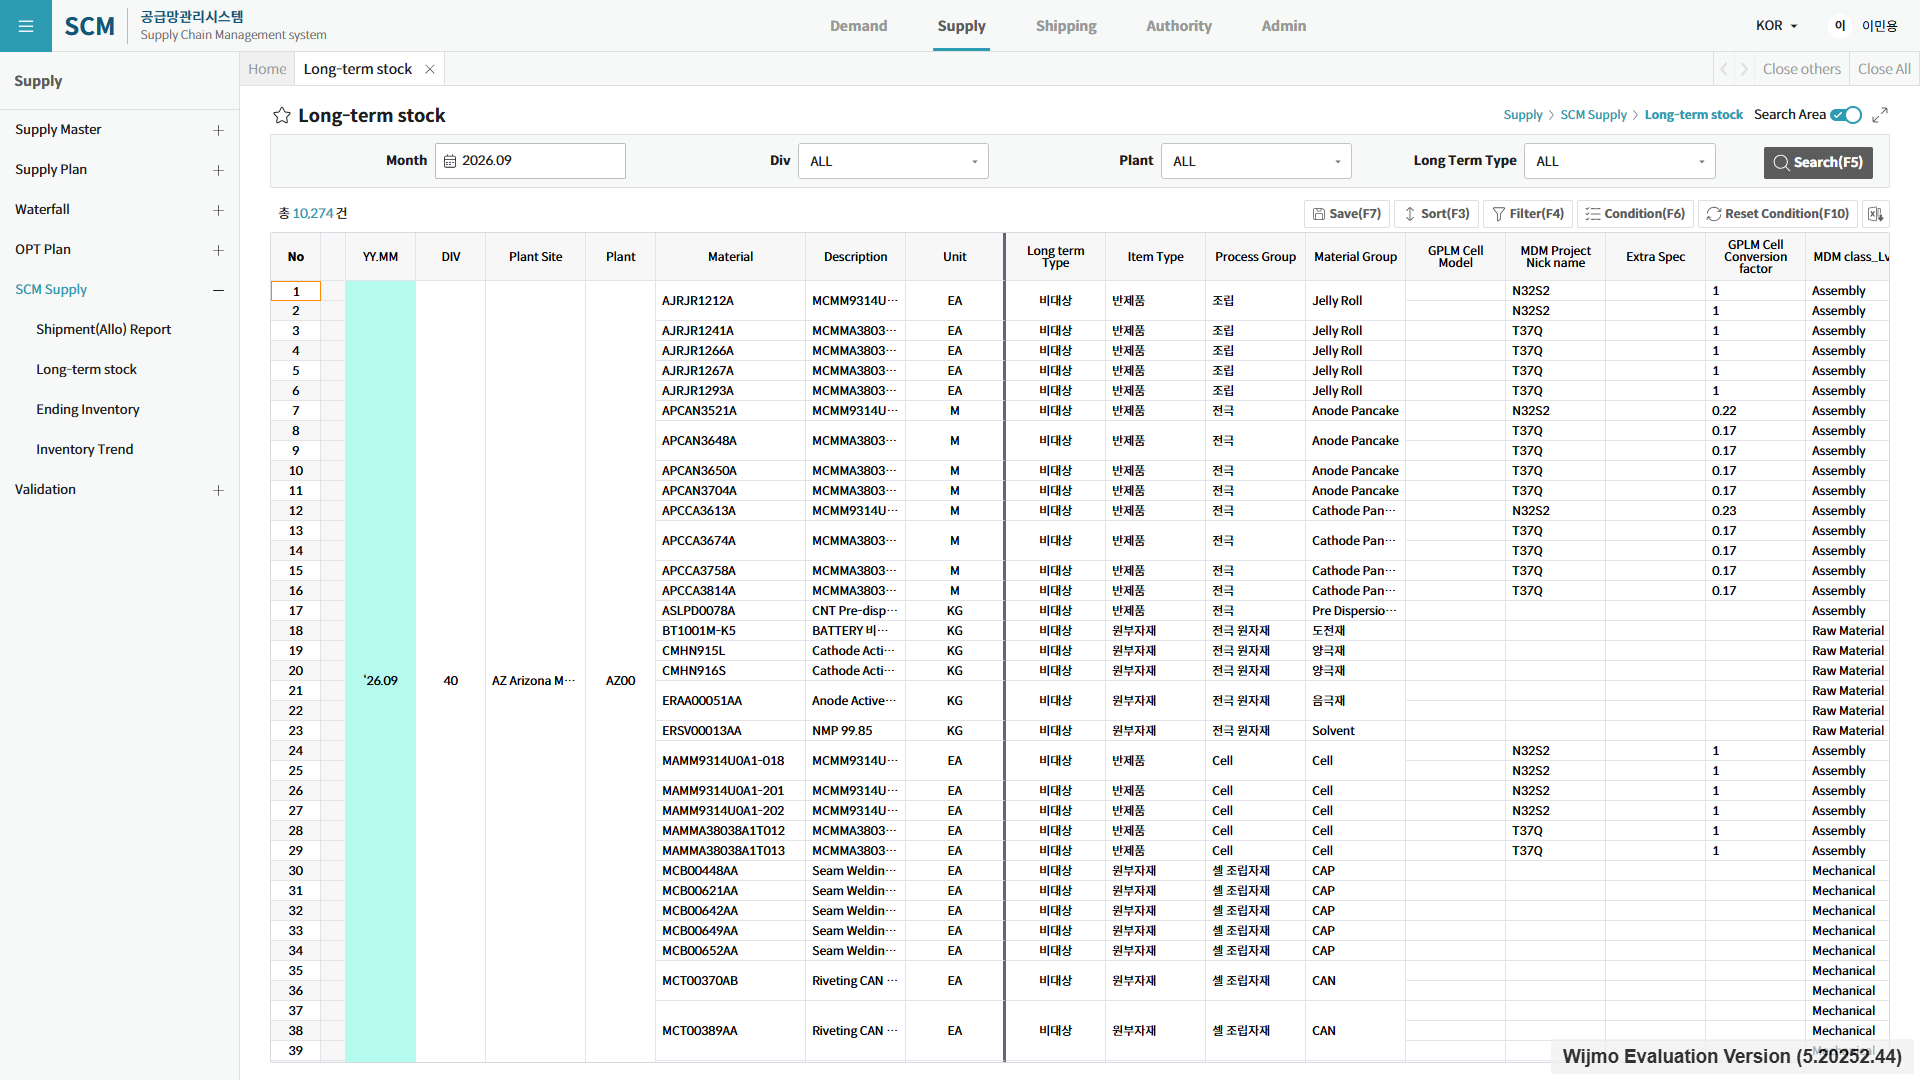 SCM 공급망관리시스템
Supply Chain Management system
Demand Supply Shipping Authority Admin
KOR 이 이민용
Supply
Home Long-term stock Close others Close All
Supply Master
Supply Plan
Waterfall
OPT Plan
SCM Supply
Shipment(Allo) Report
Long-term stock
Ending Inventory
Inventory Trend
Validation
Long-term stock
Supply > SCM Supply > Long-term stock Search Area
Month 2026.09 Div ALL Plant ALL Long Term Type ALL Search(F5)
총 10,274 건
Save(F7) Sort(F3) Filter(F4) Condition(F6) Reset Condition(F10)
No YY.MM DIV Plant Site Plant Material Description Unit Long term Type Item Type Process Group Material Group GPLM Cell Model MDM Project Nick name Extra Spec GPLM Cell Conversion factor MDM class_Lv
'26.09 40 AZ Arizona M··· AZ00
1 AJRJR1212A MCMM9314U··· EA 비대상 반제품 조립 Jelly Roll N32S2 1 Assembly
2 N32S2 1 Assembly
3 AJRJR1241A MCMMA3803··· EA 비대상 반제품 조립 Jelly Roll T37Q 1 Assembly
4 AJRJR1266A MCMMA3803··· EA 비대상 반제품 조립 Jelly Roll T37Q 1 Assembly
5 AJRJR1267A MCMMA3803··· EA 비대상 반제품 조립 Jelly Roll T37Q 1 Assembly
6 AJRJR1293A MCMMA3803··· EA 비대상 반제품 조립 Jelly Roll T37Q 1 Assembly
7 APCAN3521A MCMM9314U··· M 비대상 반제품 전극 Anode Pancake N32S2 0.22 Assembly
8 APCAN3648A MCMMA3803··· M 비대상 반제품 전극 Anode Pancake T37Q 0.17 Assembly
9 T37Q 0.17 Assembly
10 APCAN3650A MCMMA3803··· M 비대상 반제품 전극 Anode Pancake T37Q 0.17 Assembly
11 APCAN3704A MCMMA3803··· M 비대상 반제품 전극 Anode Pancake T37Q 0.17 Assembly
12 APCCA3613A MCMM9314U··· M 비대상 반제품 전극 Cathode Pan··· N32S2 0.23 Assembly
13 APCCA3674A MCMMA3803··· M 비대상 반제품 전극 Cathode Pan··· T37Q 0.17 Assembly
14 T37Q 0.17 Assembly
15 APCCA3758A MCMMA3803··· M 비대상 반제품 전극 Cathode Pan··· T37Q 0.17 Assembly
16 APCCA3814A MCMMA3803··· M 비대상 반제품 전극 Cathode Pan··· T37Q 0.17 Assembly
17 ASLPD0078A CNT Pre-disp··· KG 비대상 반제품 전극 Pre Dispersio··· Assembly
18 BT1001M-K5 BATTERY 비··· KG 비대상 원부자재 전극 원자재 도전재 Raw Material
19 CMHN915L Cathode Acti··· KG 비대상 원부자재 전극 원자재 양극재 Raw Material
20 CMHN916S Cathode Acti··· KG 비대상 원부자재 전극 원자재 양극재 Raw Material
21 ERAA00051AA Anode Active··· KG 비대상 원부자재 전극 원자재 음극재 Raw Material
22 Raw Material
23 ERSV00013AA NMP 99.85 KG 비대상 원부자재 전극 원자재 Solvent Raw Material
24 MAMM9314U0A1-018 MCMM9314U··· EA 비대상 반제품 Cell Cell N32S2 1 Assembly
25 N32S2 1 Assembly
26 MAMM9314U0A1-201 MCMM9314U··· EA 비대상 반제품 Cell Cell N32S2 1 Assembly
27 MAMM9314U0A1-202 MCMM9314U··· EA 비대상 반제품 Cell Cell N32S2 1 Assembly
28 MAMMA38038A1T012 MCMMA3803··· EA 비대상 반제품 Cell Cell T37Q 1 Assembly
29 MAMMA38038A1T013 MCMMA3803··· EA 비대상 반제품 Cell Cell T37Q 1 Assembly
30 MCB00448AA Seam Weldin··· EA 비대상 원부자재 셀 조립자재 CAP Mechanical
31 MCB00621AA Seam Weldin··· EA 비대상 원부자재 셀 조립자재 CAP Mechanical
32 MCB00642AA Seam Weldin··· EA 비대상 원부자재 셀 조립자재 CAP Mechanical
33 MCB00649AA Seam Weldin··· EA 비대상 원부자재 셀 조립자재 CAP Mechanical
34 MCB00652AA Seam Weldin··· EA 비대상 원부자재 셀 조립자재 CAP Mechanical
35 MCT00370AB Riveting CAN ··· EA 비대상 원부자재 셀 조립자재 CAN Mechanical
36 Mechanical
37 Mechanical
38 MCT00389AA Riveting CAN ··· EA 비대상 원부자재 셀 조립자재 CAN Mechanical
39
Wijmo Evaluation Version (5.20252.44)